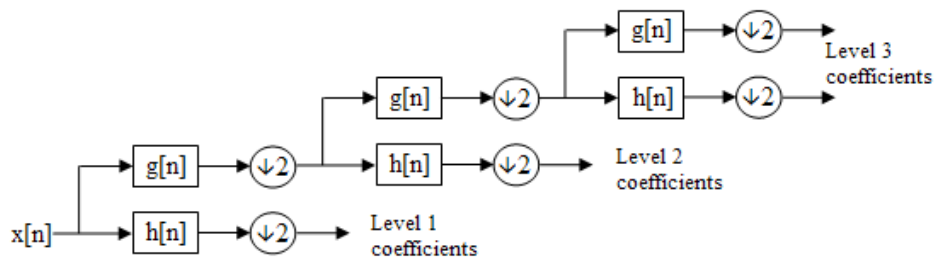 g[n] ↓2
Level 3
coefficients
g[n] ↓2 h[n] ↓2
g[n] ↓2 h[n] ↓2
Level 2
coefficients
x[n] h[n] ↓2
Level 1
coefficients